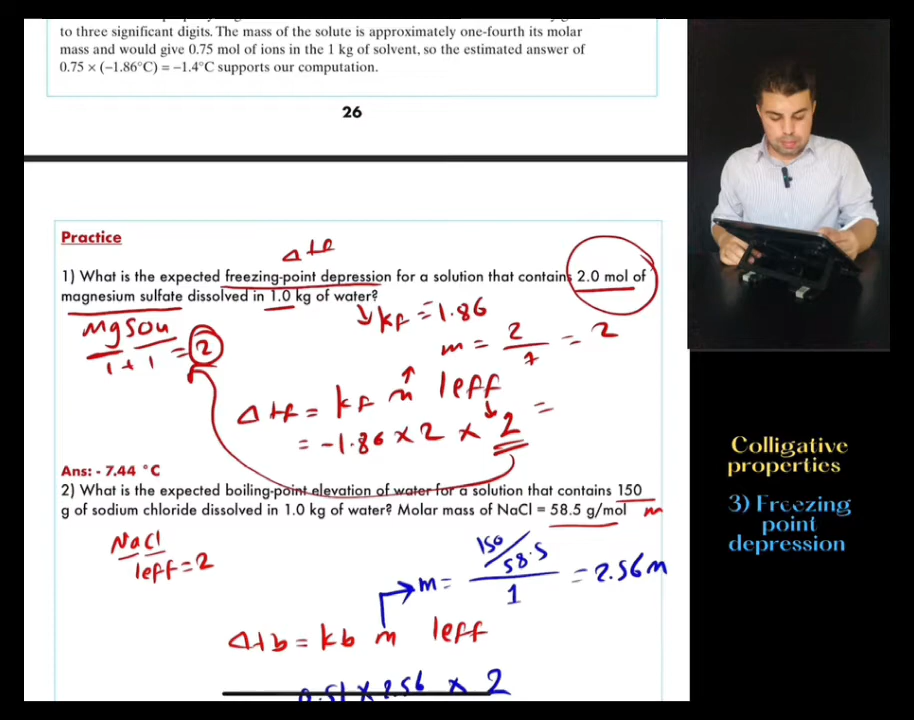 to three significant digits. The mass of the solute is approximately one-fourth its molar
mass and would give 0.75 mol of ions in the 1 kg of solvent, so the estimated answer of
0.75 × (−1.86°C) = −1.4°C supports our computation.
26
Practice
Δtf
1) What is the expected freezing-point depression for a solution that contains 2.0 mol of
magnesium sulfate dissolved in 1.0 kg of water?
kf = 1.86
MgSO4
1 + 1 = 2
m = 2/1 = 2
Δtf = kf m ieff
= -1.86 × 2 × 2 =
Ans: - 7.44 °C
2) What is the expected boiling-point elevation of water for a solution that contains 150
g of sodium chloride dissolved in 1.0 kg of water? Molar mass of NaCl = 58.5 g/mol m
NaCl
ieff = 2
m = 150/58.5 / 1 = 2.56 m
Δtb = kb m ieff
0.51 × 2.56 × 2
Colligative
properties
3) Freezing
point
depression